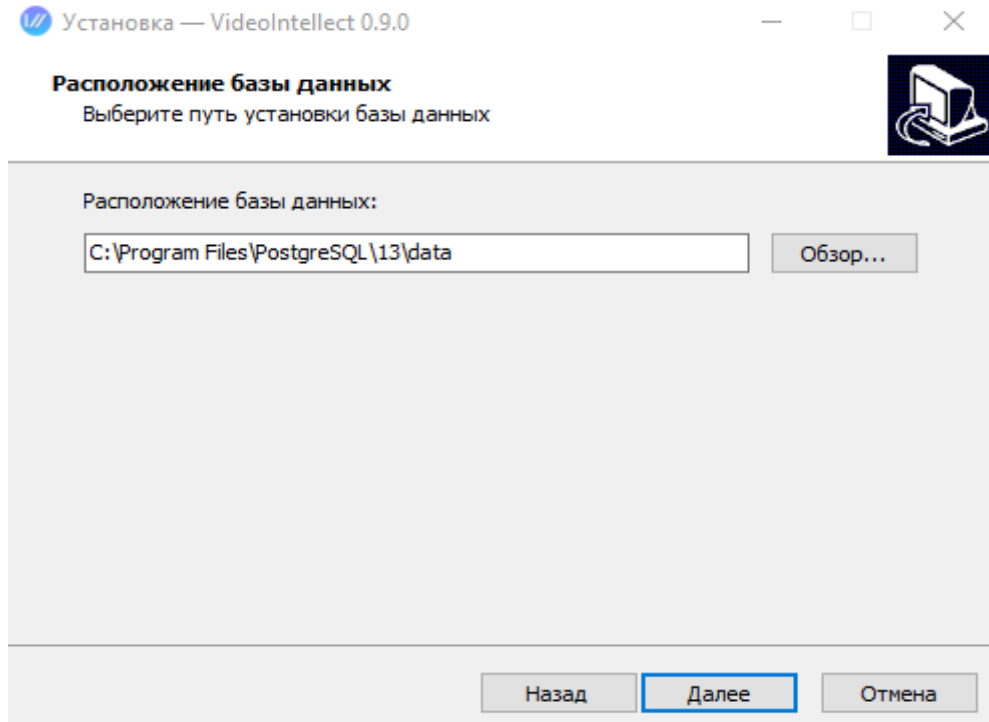 Установка — VideoIntellect 0.9.0
Расположение базы данных
Выберите путь установки базы данных
Расположение базы данных:
C:\Program Files\PostgreSQL\13\data
Обзор...
Назад
Далее
Отмена